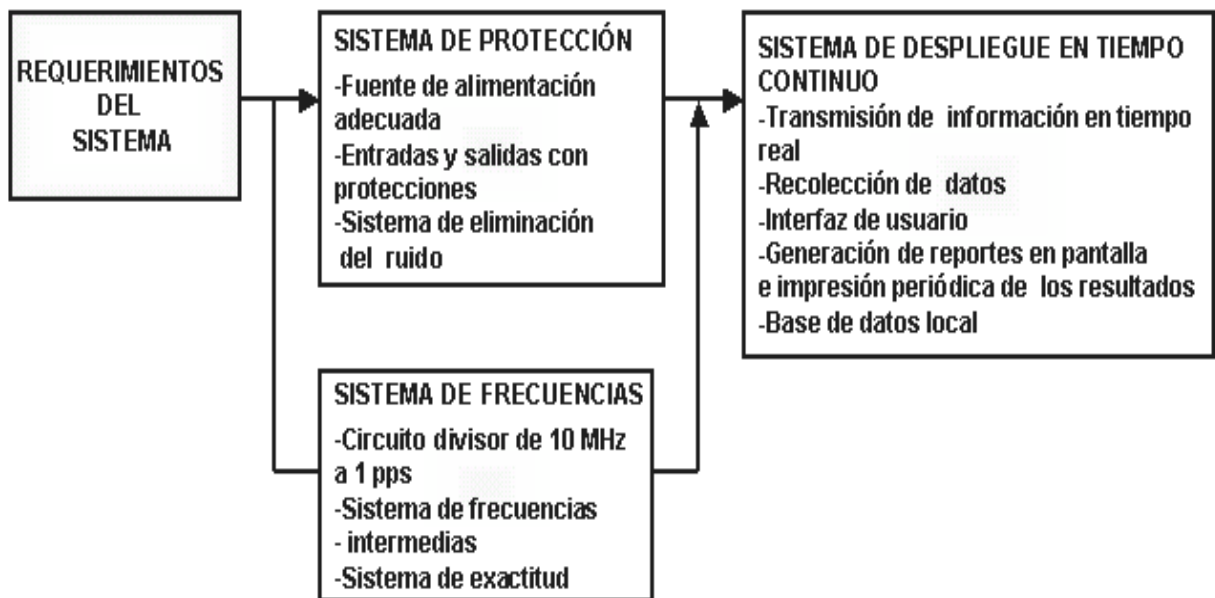 REQUERIMIENTOS
DEL
SISTEMA
SISTEMA DE PROTECCIÓN
-Fuente de alimentación
adecuada
-Entradas y salidas con
protecciones
-Sistema de eliminación
del ruido
SISTEMA DE FRECUENCIAS
-Circuito divisor de 10 MHz
a 1 pps
-Sistema de frecuencias
- intermedias
-Sistema de exactitud
SISTEMA DE DESPLIEGUE EN TIEMPO
CONTINUO
-Transmisión de información en tiempo
real
-Recolección de datos
-Interfaz de usuario
-Generación de reportes en pantalla
e impresión periódica de los resultados
-Base de datos local